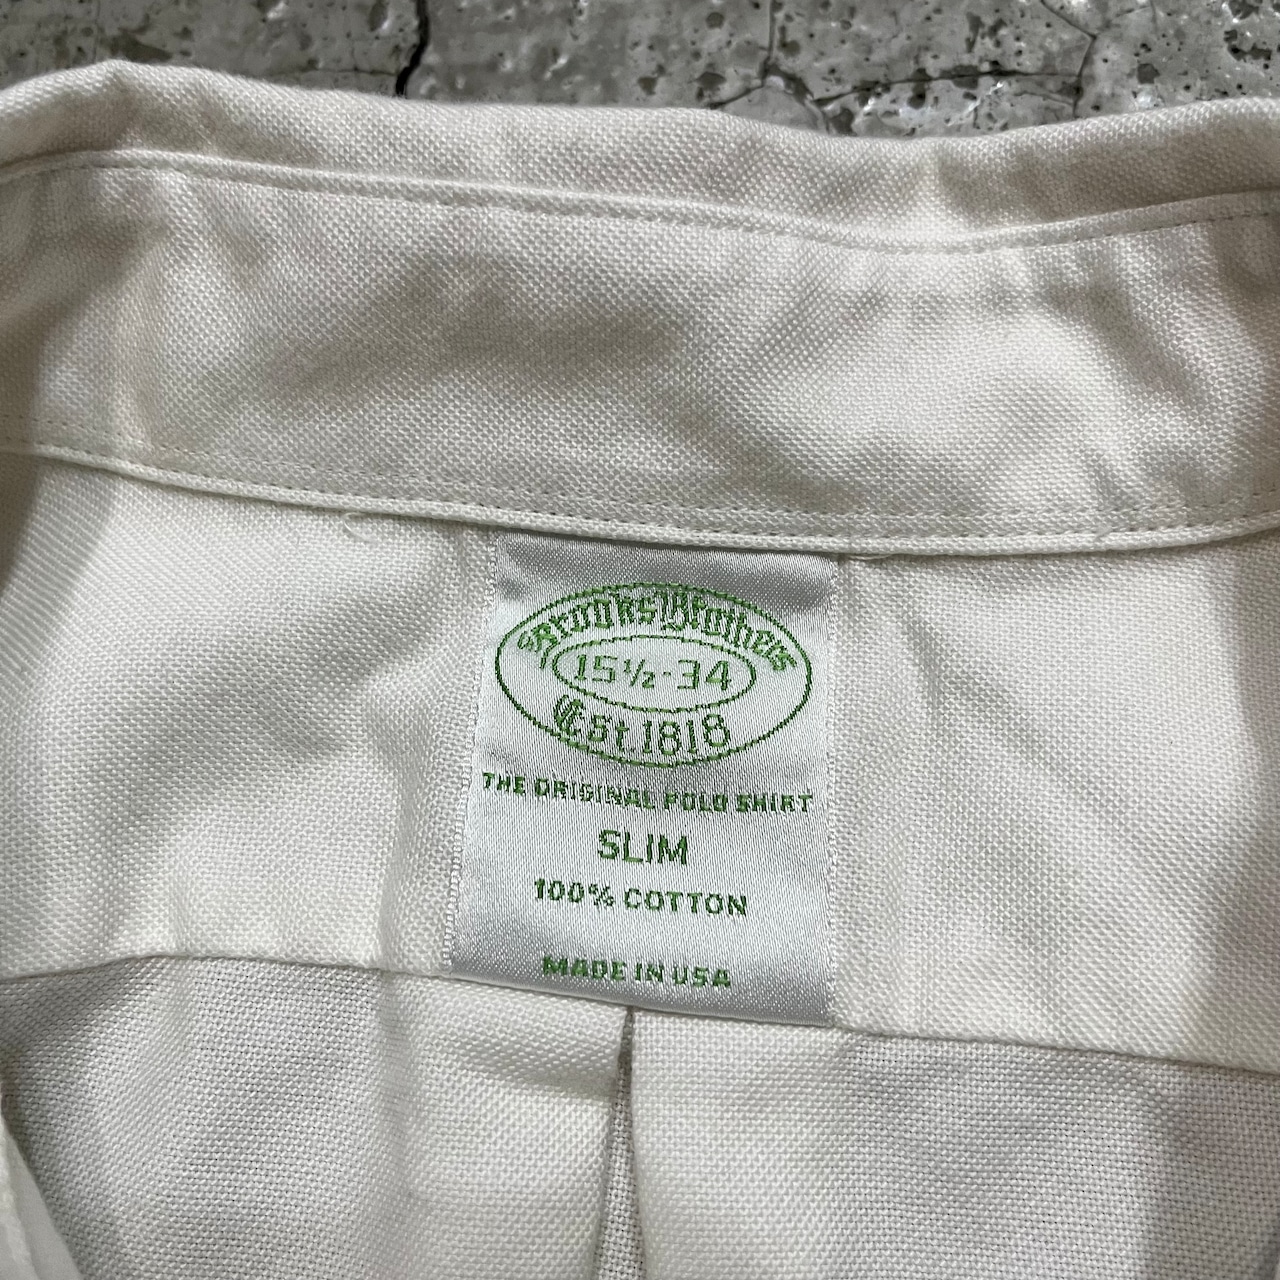 Brooks Brothers
15½-34
Est. 1818
THE ORIGINAL POLO SHIRT
SLIM
100% COTTON
MADE IN USA